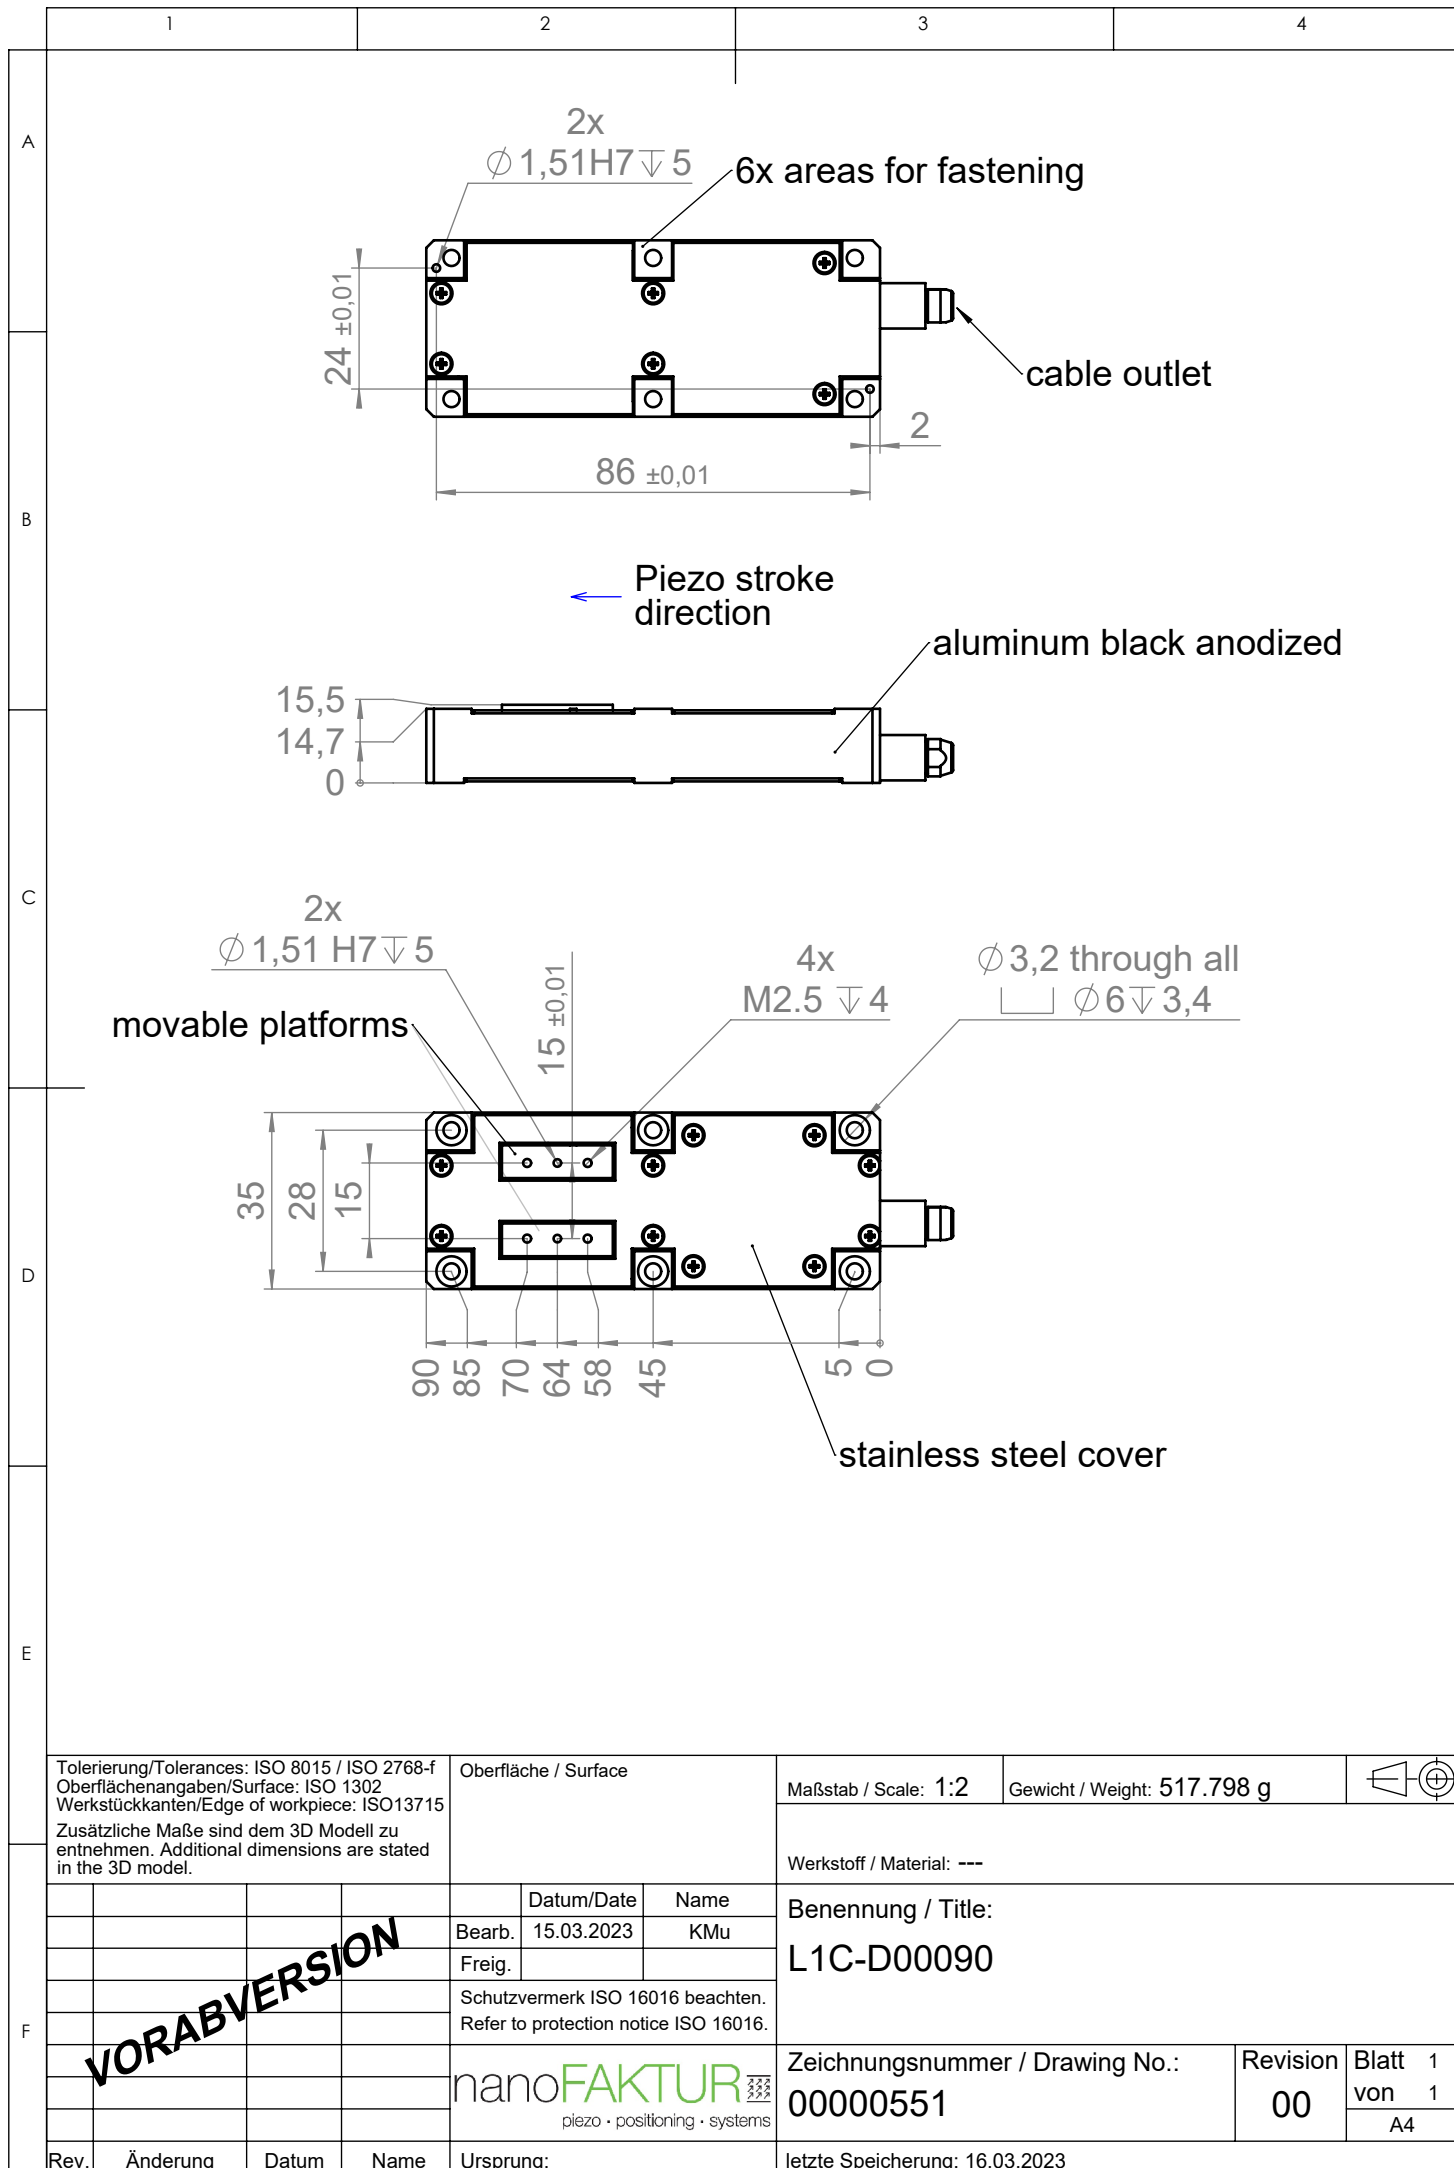 1 2 3 4
A
B
C
D
E
F
2x
∅ 1,51H7 ↧ 5
6x areas for fastening
24 ±0,01
cable outlet
2
86 ±0,01
Piezo stroke
direction
aluminum black anodized
15,5
14,7
0
2x
∅ 1,51 H7 ↧ 5
movable platforms
15 ±0,01
4x
M2.5 ↧ 4
∅ 3,2 through all
⌴ ∅ 6 ↧ 3,4
35
28
15
90 85 70 64 58 45 5 0
stainless steel cover
Tolerierung/Tolerances: ISO 8015 / ISO 2768-f
Oberflächenangaben/Surface: ISO 1302
Werkstückkanten/Edge of workpiece: ISO13715
Zusätzliche Maße sind dem 3D Modell zu
entnehmen. Additional dimensions are stated
in the 3D model.
Oberfläche / Surface
Maßstab / Scale: 1:2
Gewicht / Weight: 517.798 g
Werkstoff / Material: ---
Datum/Date Name
Bearb. 15.03.2023 KMu
Freig.
Schutzvermerk ISO 16016 beachten.
Refer to protection notice ISO 16016.
Benennung / Title:
L1C-D00090
VORABVERSION
nanoFAKTUR
piezo · positioning · systems
Zeichnungsnummer / Drawing No.:
00000551
Revision
00
Blatt 1
von 1
A4
Rev. Änderung Datum Name
Ursprung:
letzte Speicherung: 16.03.2023